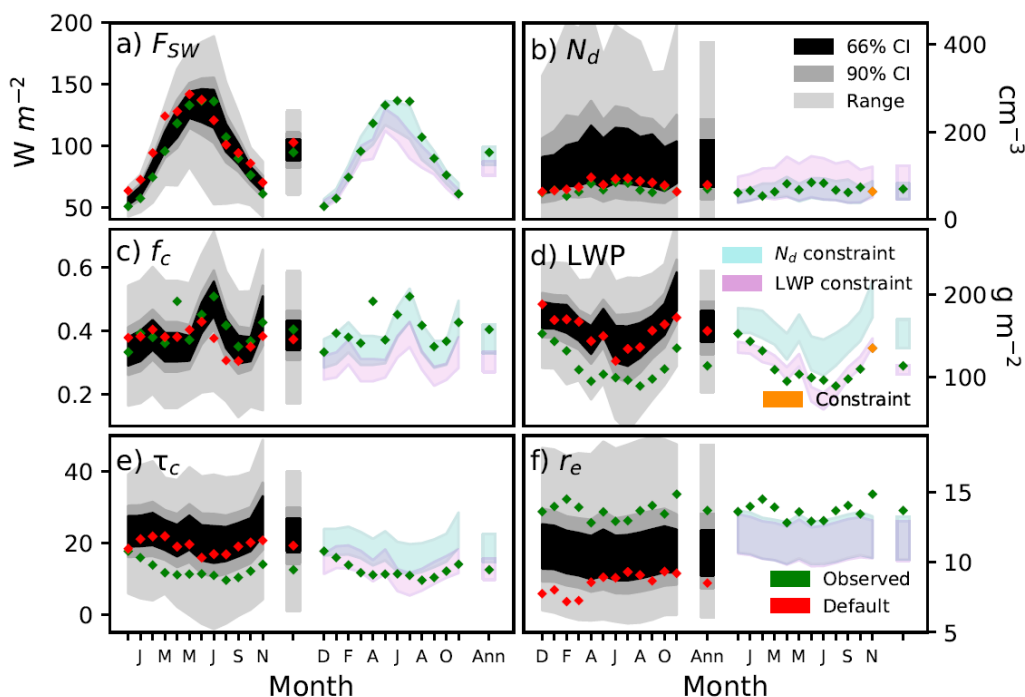 200
150
100
50
W m⁻²
a) F_SW
b) N_d
66% CI
90% CI
Range
400
200
0
cm⁻³
0.6
0.4
0.2
c) f_c
d) LWP
N_d constraint
LWP constraint
Constraint
200
100
g m⁻²
40
20
0
e) τ_c
f) r_e
Observed
Default
15
10
5
J M M J S N D F A J A O Ann
D F A J A O Ann J M M J S N
Month
Month